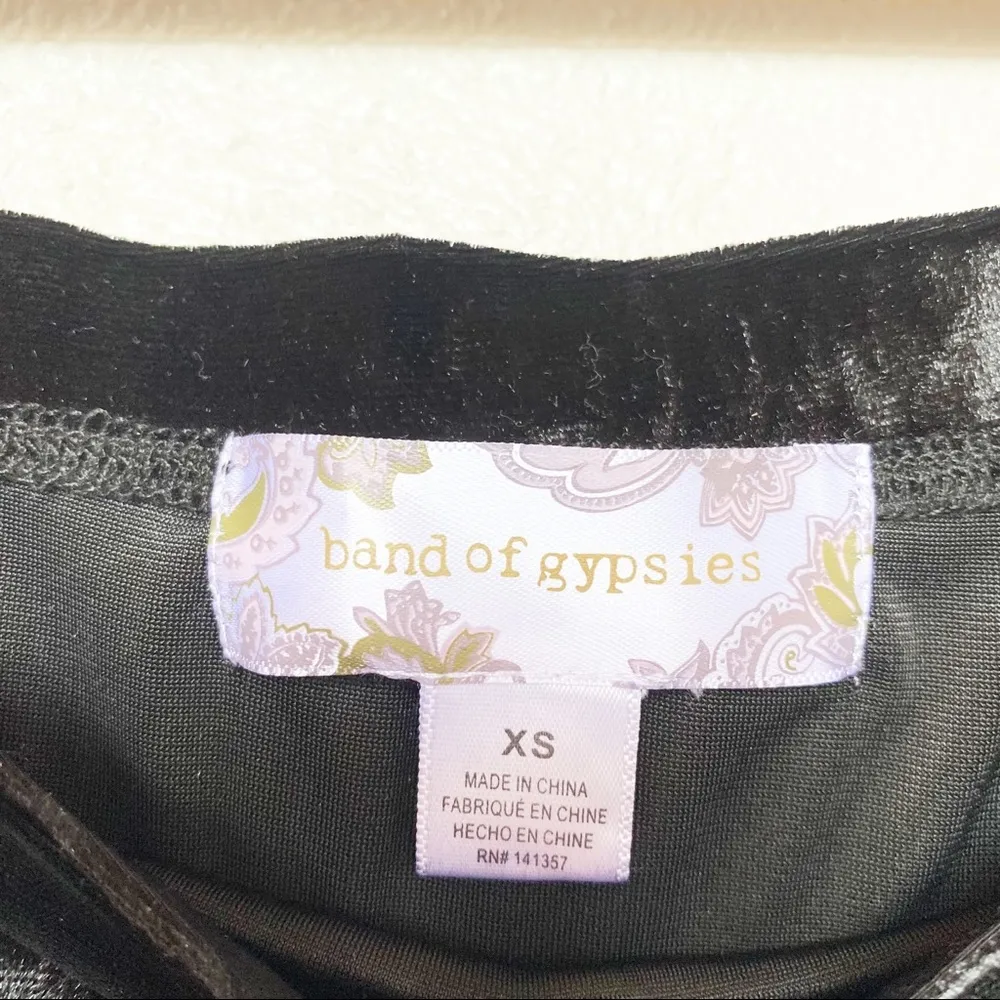 band of gypsies
e
XS
MADE IN CHINA
FABRIQUÉ EN CHINE
HECHO EN CHINE
RN# 141357